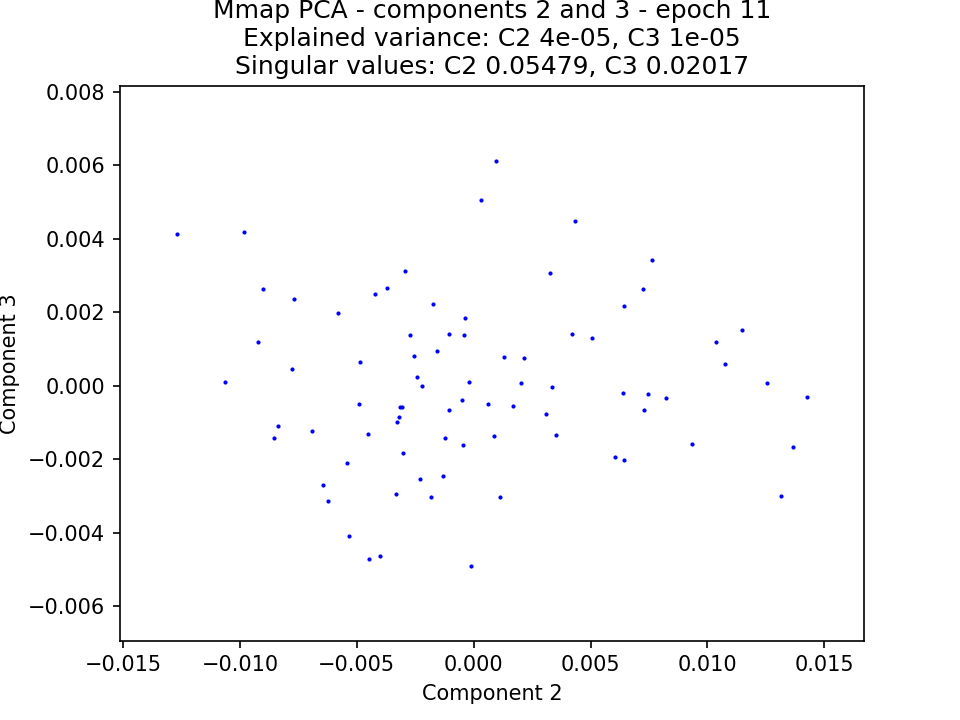 Mmap PCA - components 2 and 3 - epoch 11
Explained variance: C2 4e-05, C3 1e-05
Singular values: C2 0.05479, C3 0.02017
0.008
0.006
0.004
0.002
0.000
−0.002
−0.004
−0.006
Component 3
−0.015 −0.010 −0.005 0.000 0.005 0.010 0.015
Component 2